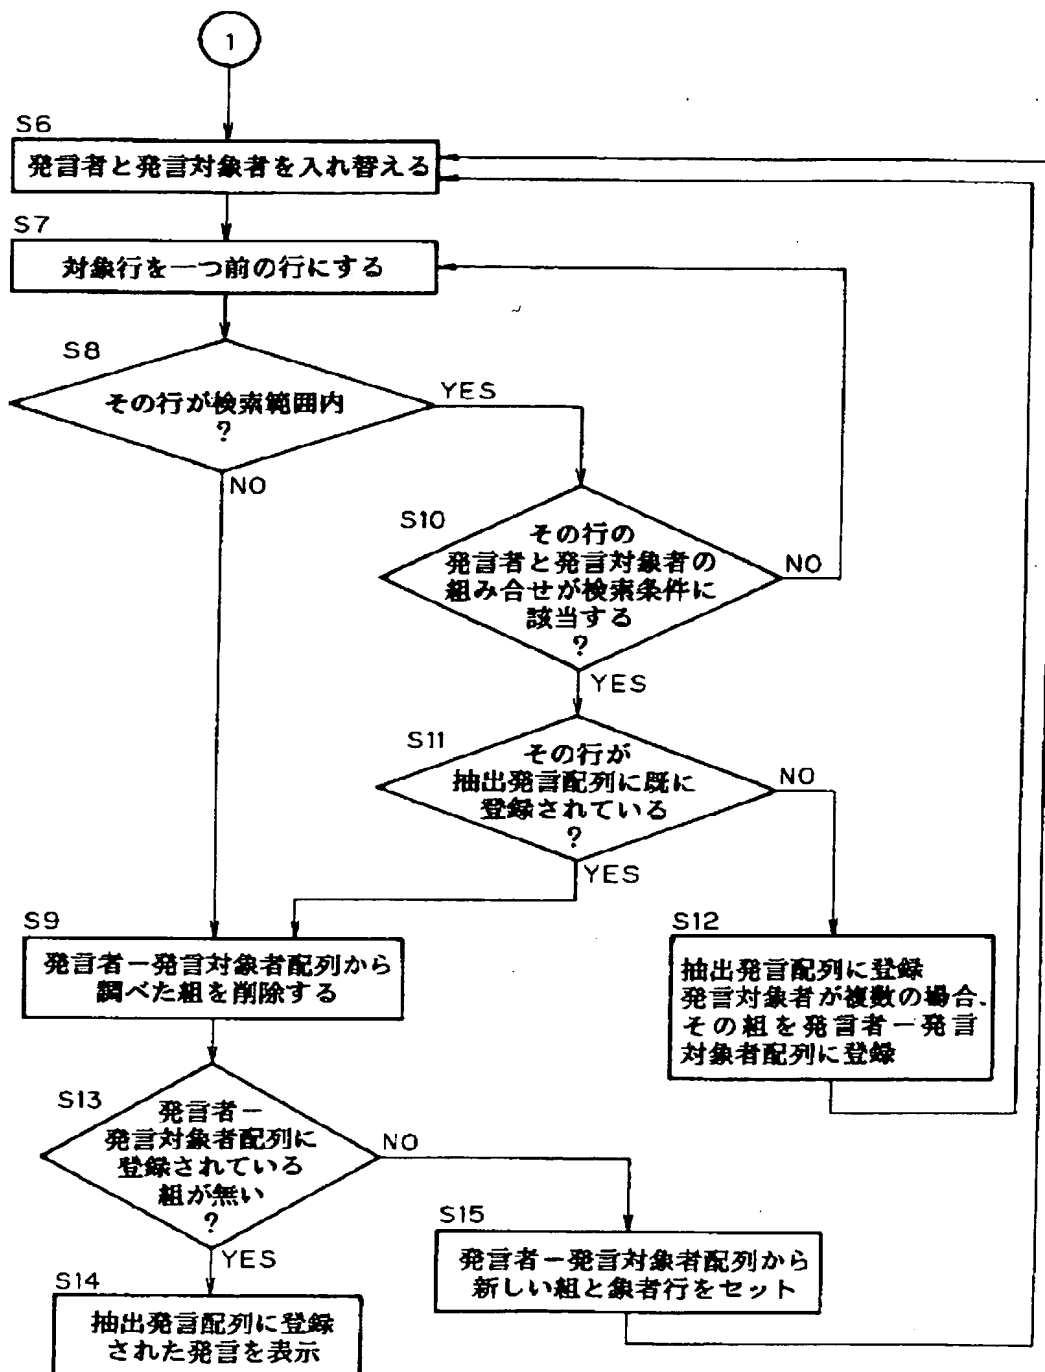 1
S6
発言者と発言対象者を入れ替える
S7
対象行を一つ前の行にする
S8
その行が検索範囲内
?
YES
NO
S10
その行の
発言者と発言対象者の
組み合せが検索条件に
該当する
?
NO
YES
S11
その行が
抽出発言配列に既に
登録されている
?
NO
YES
S9
発言者-発言対象者配列から
調べた組を削除する
S12
抽出発言配列に登録
発言対象者が複数の場合、
その組を発言者-発言
対象者配列に登録
S13
発言者-
発言対象者配列に
登録されている
組が無い
?
NO
YES
S15
発言者-発言対象者配列から
新しい組と象者行をセット
S14
抽出発言配列に登録
された発言を表示